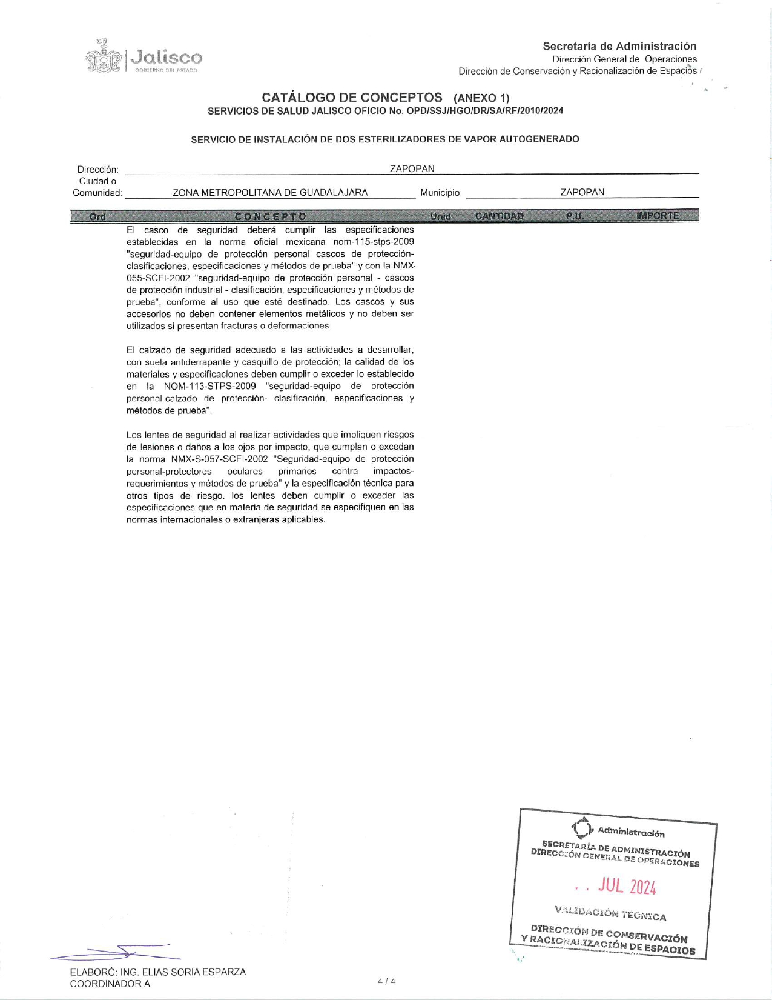 Jalisco
GOBIERNO DEL ESTADO
Secretaría de Administración
Dirección General de Operaciones
Dirección de Conservación y Racionalización de Espacios
CATÁLOGO DE CONCEPTOS (ANEXO 1)
SERVICIOS DE SALUD JALISCO OFICIO No. OPD/SSJ/HGO/DR/SA/RF/2010/2024
SERVICIO DE INSTALACIÓN DE DOS ESTERILIZADORES DE VAPOR AUTOGENERADO
Dirección: ZAPOPAN
Ciudad o
Comunidad: ZONA METROPOLITANA DE GUADALAJARA Municipio: ZAPOPAN
Ord CONCEPTO Unid CANTIDAD P.U. IMPORTE
El casco de seguridad deberá cumplir las especificaciones
establecidas en la norma oficial mexicana nom-115-stps-2009
"seguridad-equipo de protección personal cascos de protección-
clasificaciones, especificaciones y métodos de prueba" y con la NMX-
055-SCFI-2002 "seguridad-equipo de protección personal - cascos
de protección industrial - clasificación, especificaciones y métodos de
prueba", conforme al uso que esté destinado. Los cascos y sus
accesorios no deben contener elementos metálicos y no deben ser
utilizados si presentan fracturas o deformaciones.
El calzado de seguridad adecuado a las actividades a desarrollar,
con suela antiderrapante y casquillo de protección; la calidad de los
materiales y especificaciones deben cumplir o exceder lo establecido
en la NOM-113-STPS-2009 "seguridad-equipo de protección
personal-calzado de protección- clasificación, especificaciones y
métodos de prueba".
Los lentes de seguridad al realizar actividades que impliquen riesgos
de lesiones o daños a los ojos por impacto, que cumplan o excedan
la norma NMX-S-057-SCFI-2002 "Seguridad-equipo de protección
personal-protectores oculares primarios contra impactos-
requerimientos y métodos de prueba" y la especificación técnica para
otros tipos de riesgo. los lentes deben cumplir o exceder las
especificaciones que en materia de seguridad se especifiquen en las
normas internacionales o extranjeras aplicables.
Administración
SECRETARÍA DE ADMINISTRACIÓN
DIRECCIÓN GENERAL DE OPERACIONES
JUL 2024
VALIDACIÓN TÉCNICA
DIRECCIÓN DE CONSERVACIÓN
Y RACIONALIZACIÓN DE ESPACIOS
ELABORÓ: ING. ELIAS SORIA ESPARZA
COORDINADOR A
4 / 4